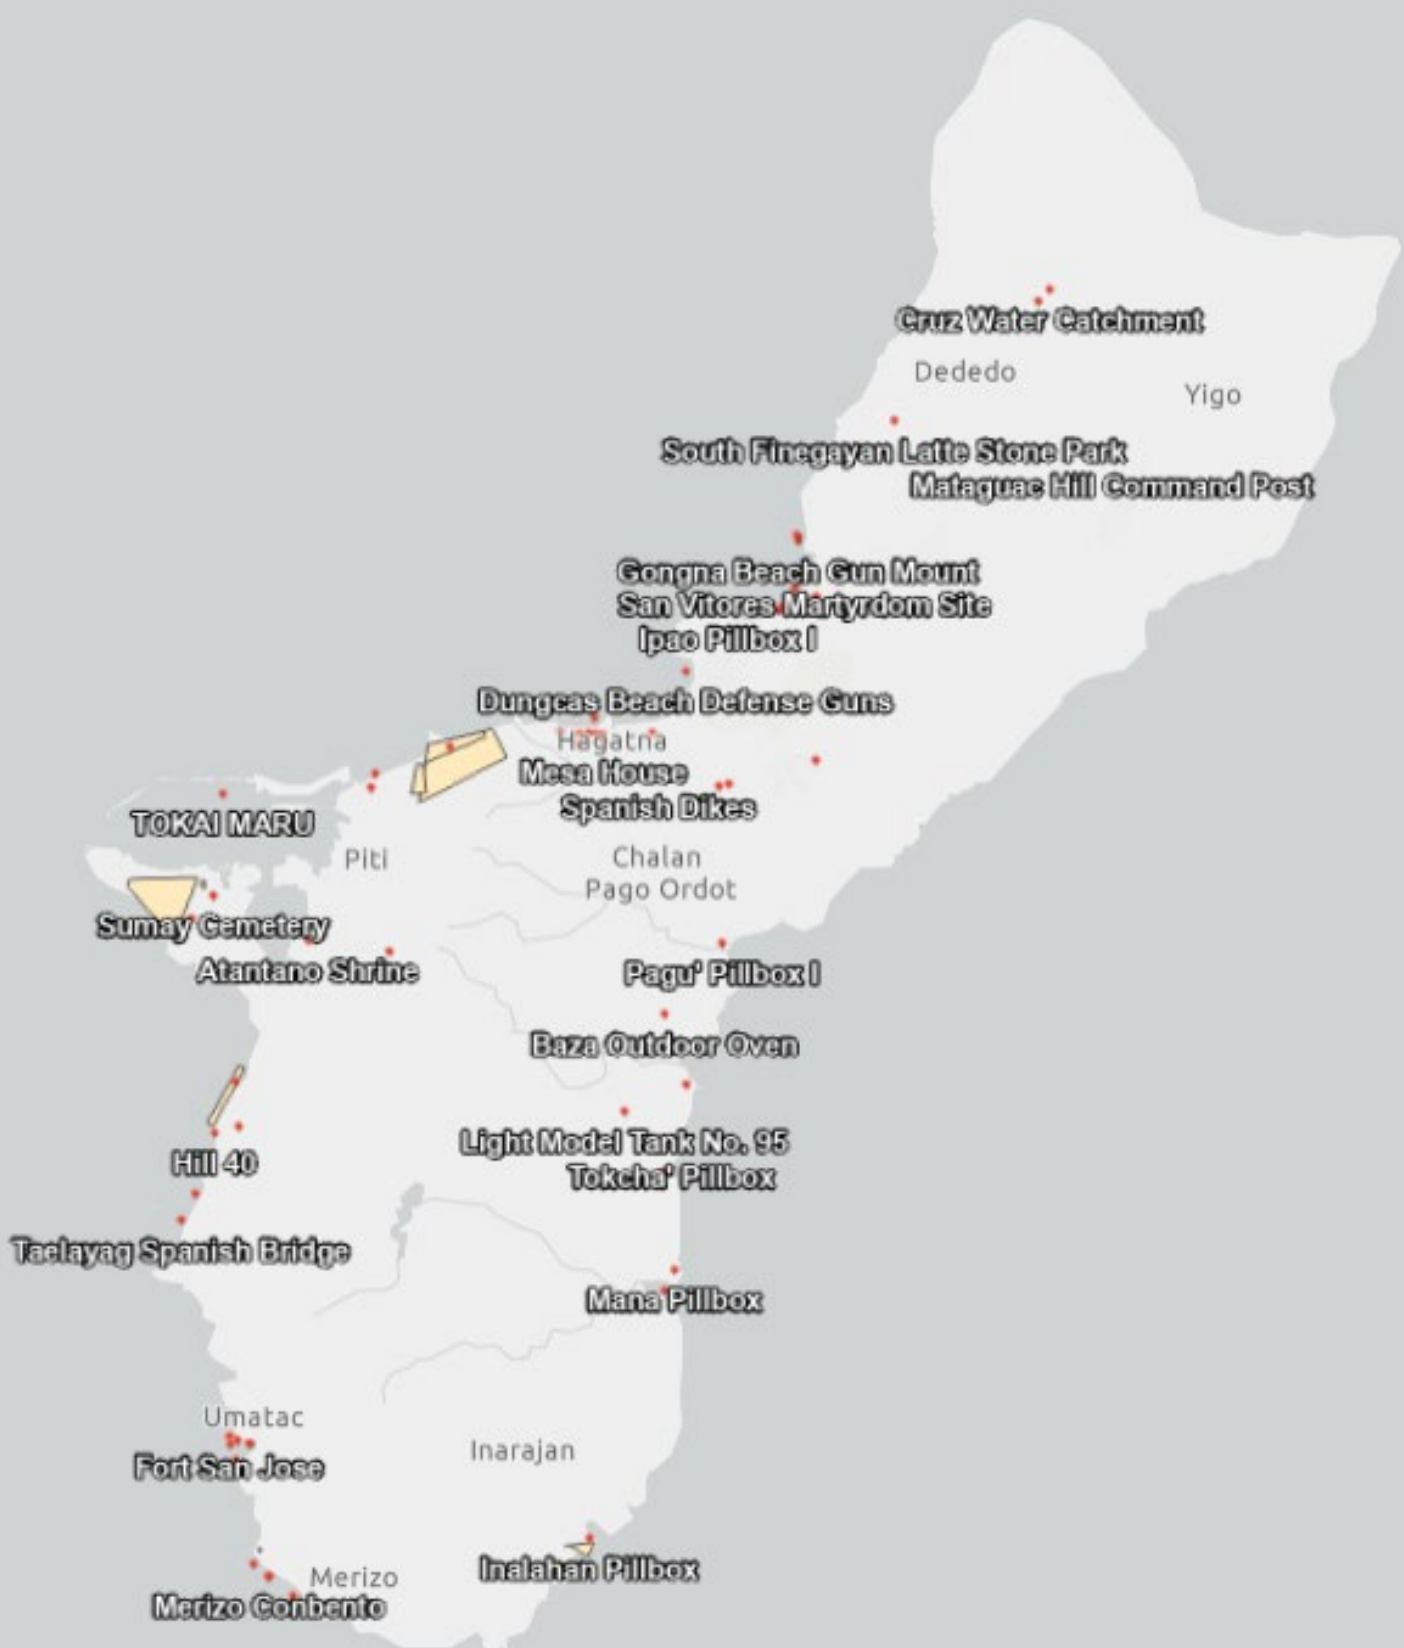 Cruz Water Catchment
Dededo
Yigo
South Finegayan Latte Stone Park
Mataguac Hill Command Post
Gongna Beach Gun Mount
San Vitores Martyrdom Site
Ipao Pillbox I
Dungcas Beach Defense Guns
Hagatna
Mesa House
Spanish Dikes
TOKAI MARU
Piti
Chalan
Pago Ordot
Sumay Cemetery
Atantano Shrine
Pagu' Pillbox I
Baza Outdoor Oven
Light Model Tank No. 95
Hill 40
Tokcha' Pillbox
Taelayag Spanish Bridge
Mana Pillbox
Umatac
Inarajan
Fort San Jose
Inalahan Pillbox
Merizo
Merizo Conbento